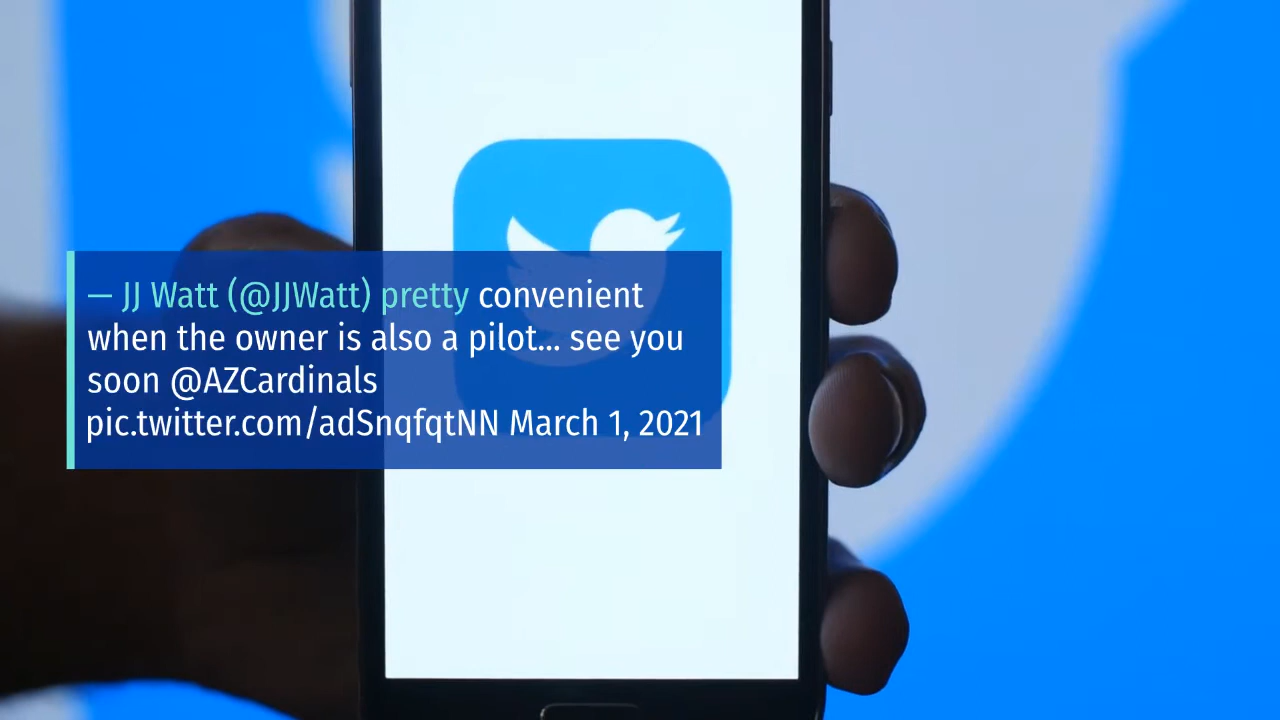 — JJ Watt (@JJWatt) pretty convenient
when the owner is also a pilot... see you
soon @AZCardinals
pic.twitter.com/adSnqfqtNN March 1, 2021